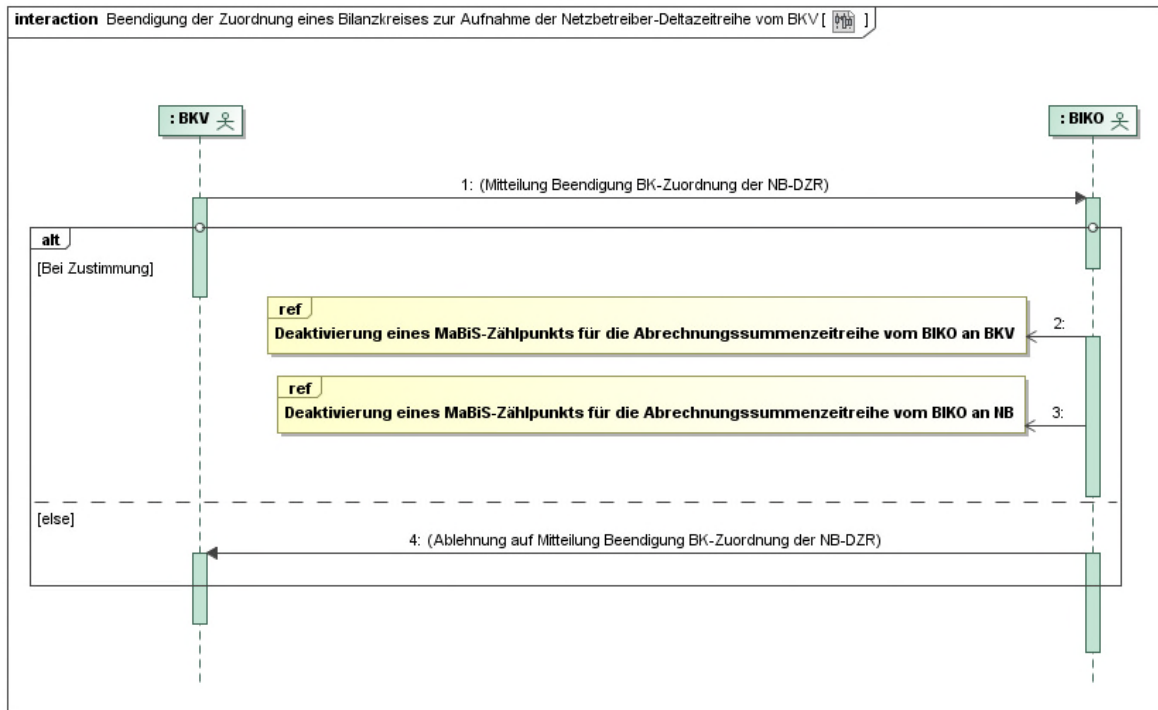 interaction Beendigung der Zuordnung eines Bilanzkreises zur Aufnahme der Netzbetreiber-Deltazeitreihe vom BKV [ ]
: BKV
: BIKO
1: (Mitteilung Beendigung BK-Zuordnung der NB-DZR)
alt
[Bei Zustimmung]
ref
Deaktivierung eines MaBiS-Zählpunkts für die Abrechnungssummenzeitreihe vom BIKO an BKV
2:
ref
Deaktivierung eines MaBiS-Zählpunkts für die Abrechnungssummenzeitreihe vom BIKO an NB
3:
[else]
4: (Ablehnung auf Mitteilung Beendigung BK-Zuordnung der NB-DZR)